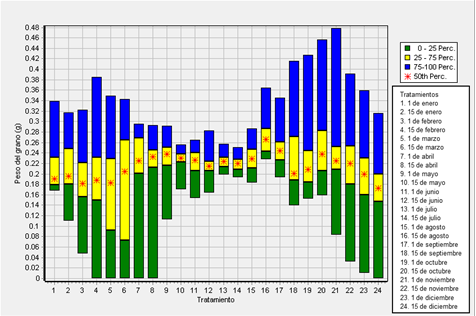 0.48
0.46
0.44
0.42
0.4
0.38
0.36
0.34
0.32
0.3
0.28
0.26
0.24
0.22
0.2
0.18
0.16
0.14
0.12
0.1
0.08
0.06
0.04
0.02
0
Peso del grano (g)
1 2 3 4 5 6 7 8 9 10 11 12 13 14 15 16 17 18 19 20 21 22 23 24
Tratamiento
0 - 25 Perc.
25 - 75 Perc.
75-100 Perc.
50th Perc.
Tratamientos
1. 1 de enero
2. 15 de enero
3. 1 de febrero
4. 15 de febrero
5. 1 de marzo
6. 15 de marzo
7. 1 de abril
8. 15 de abril
9. 1 de mayo
10. 15 de mayo
11. 1 de junio
12. 15 de junio
13. 1 de julio
14. 15 de julio
15. 1 de agosto
16. 15 de agosto
17. 1 de septiembre
18. 15 de septiembre
19. 1 de octubre
20. 15 de octubre
21. 1 de noviembre
22. 15 de noviembre
23. 1 de diciembre
24. 15 de diciembre